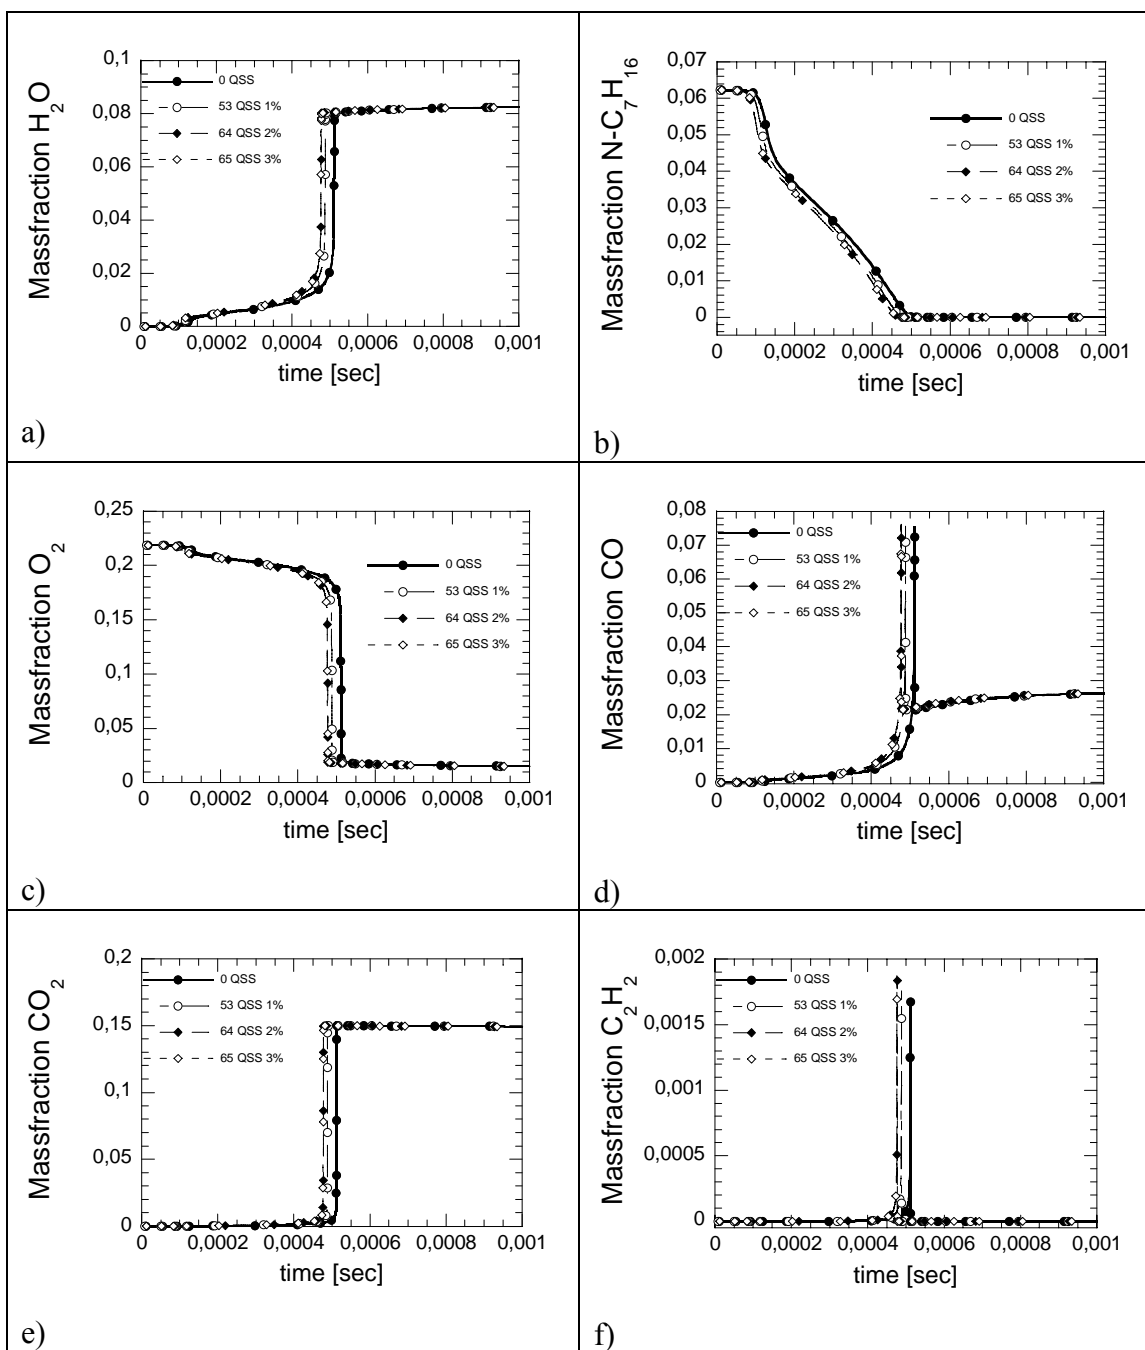 Massfraction H2O
0,1
0,08
0,06
0,04
0,02
0
0 QSS
53 QSS 1%
64 QSS 2%
65 QSS 3%
0 0,0002 0,0004 0,0006 0,0008 0,001
time [sec]
a)
Massfraction N-C7H16
0,07
0,06
0,05
0,04
0,03
0,02
0,01
0
0 QSS
53 QSS 1%
64 QSS 2%
65 QSS 3%
0 0,0002 0,0004 0,0006 0,0008 0,001
time [sec]
b)
Massfraction O2
0,25
0,2
0,15
0,1
0,05
0
0 QSS
53 QSS 1%
64 QSS 2%
65 QSS 3%
0 0,0002 0,0004 0,0006 0,0008 0,001
time [sec]
c)
Massfraction CO
0,08
0,07
0,06
0,05
0,04
0,03
0,02
0,01
0
0 QSS
53 QSS 1%
64 QSS 2%
65 QSS 3%
0 0,0002 0,0004 0,0006 0,0008 0,001
time [sec]
d)
Massfraction CO2
0,2
0,15
0,1
0,05
0
0 QSS
53 QSS 1%
64 QSS 2%
65 QSS 3%
0 0,0002 0,0004 0,0006 0,0008 0,001
time [sec]
e)
Massfraction C2H2
0,002
0,0015
0,001
0,0005
0
0 QSS
53 QSS 1%
64 QSS 2%
65 QSS 3%
0 0,0002 0,0004 0,0006 0,0008 0,001
time [sec]
f)